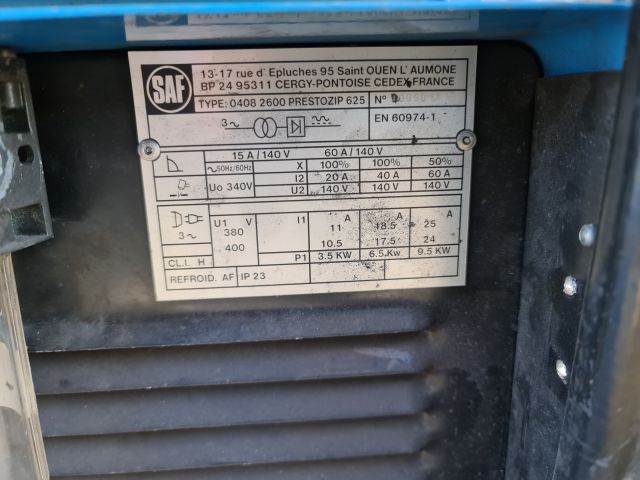 SAF
13-17 rue d' Epluches 95 Saint OUEN L' AUMONE
BP 24 95311 CERGY-PONTOISE CEDEX-FRANCE
TYPE: 0408 2600 PRESTOZIP 625 N°
3~ EN 60974-1
15 A / 140 V 60 A / 140 V
~50Hz/60Hz X 100% 100% 50%
Uo 340V I2 20 A 40 A 60 A
U2 140 V 140 V 140 V
U1 V I1 A A A
3~ 380 11 18.5 25
400 10.5 17.5 24
CL.I. H P1 3.5 KW 6.5 KW 9.5 KW
REFROID. AF IP 23